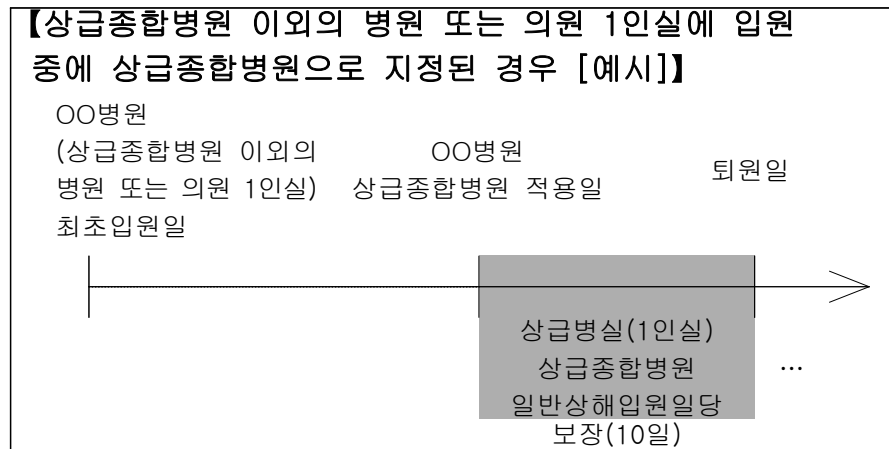 【상급종합병원 이외의 병원 또는 의원 1인실에 입원
중에 상급종합병원으로 지정된 경우 [예시]】
OO병원
(상급종합병원 이외의
병원 또는 의원 1인실)
최초입원일
OO병원
상급종합병원 적용일
퇴원일
상급병실(1인실)
상급종합병원
일반상해입원일당
보장(10일)
…